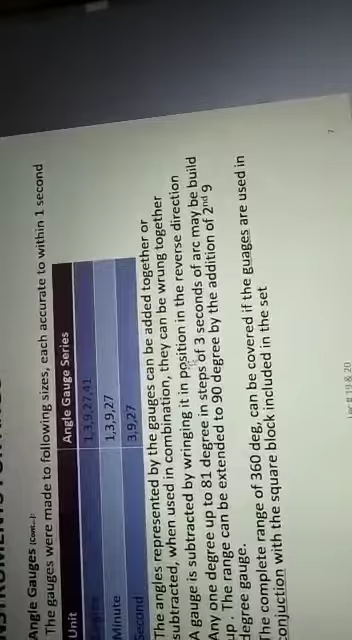 Angle Gauges (Cont...):
The gauges were made to following sizes, each accurate to within 1 second
Unit Angle Gauge Series
Degree 1,3,9,27,41
Minute 1,3,9,27
Second 3,9,27
The angles represented by the gauges can be added together or
subtracted, when used in combination, they can be wrung together
A gauge is subtracted by wringing it in position in the reverse direction
Any one degree up to 81 degree in steps of 3 seconds of arc may be build
up . The range can be extended to 90 degree by the addition of 2nd 9
degree gauge.
The complete range of 360 deg, can be covered if the guages are used in
conjuction with the square block included in the set
Lec # 19 & 20
7